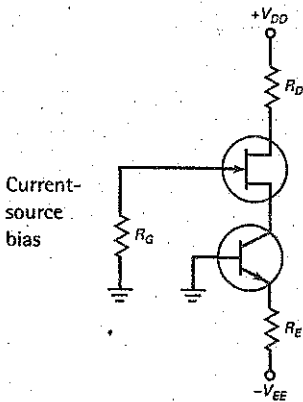 +V_DD
R_D
Current-
source
bias
R_G
R_E
-V_EE